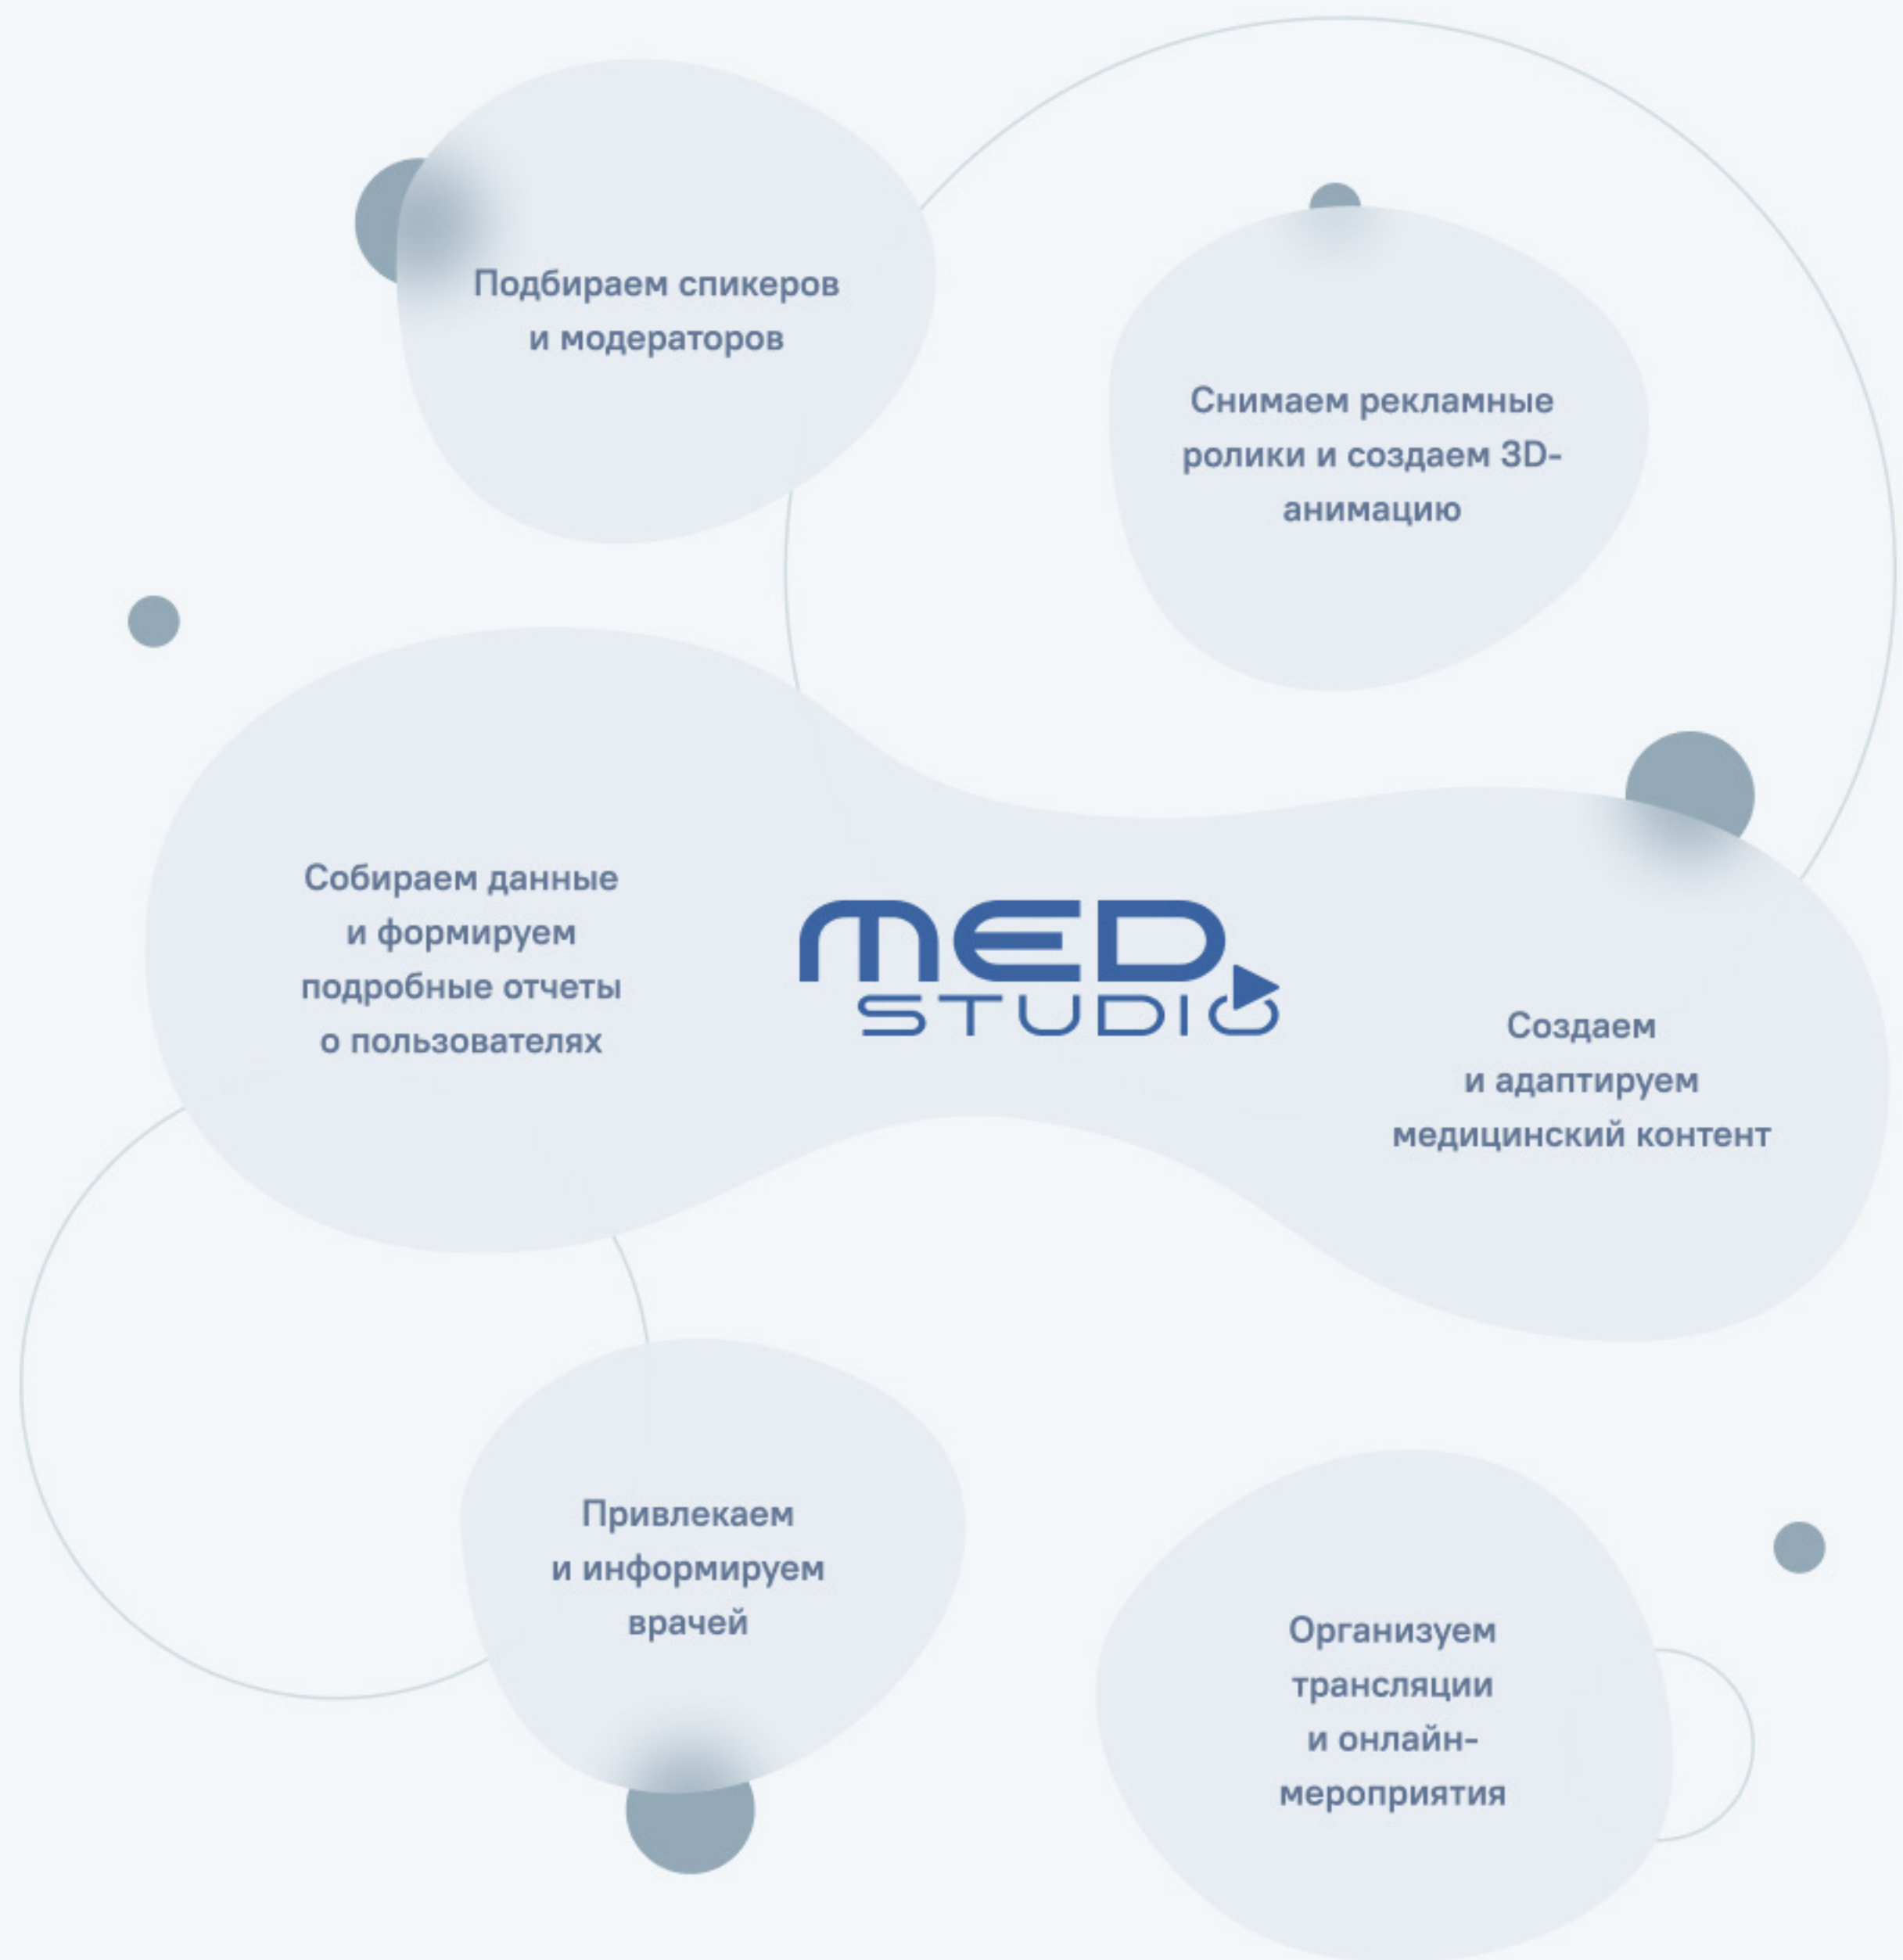 Подбираем спикеров
и модераторов
Снимаем рекламные
ролики и создаем 3D-
анимацию
Собираем данные
и формируем
подробные отчеты
о пользователях
MED
STUDIO
Создаем
и адаптируем
медицинский контент
Привлекаем
и информируем
врачей
Организуем
трансляции
и онлайн-
мероприятия